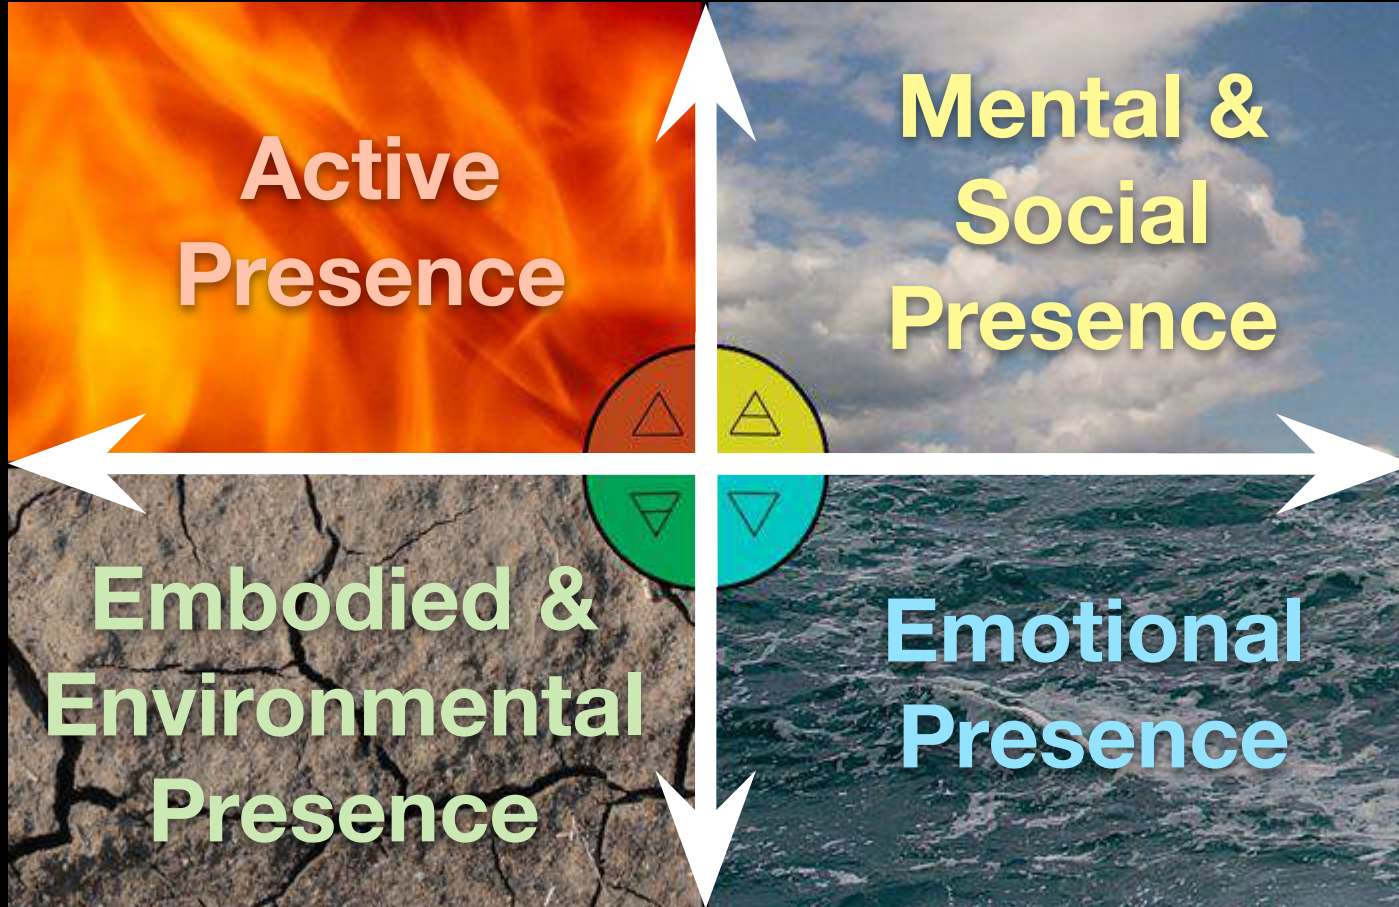 Active
Presence
Mental &
Social
Presence
Embodied &
Environmental
Presence
Emotional
Presence